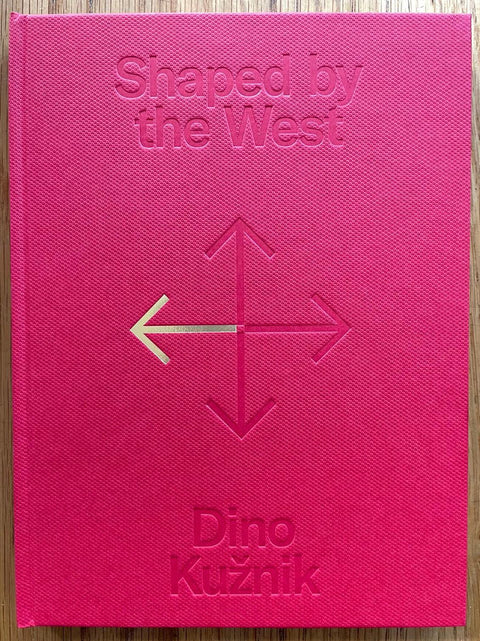 Shaped by
the West
Dino
Kužnik